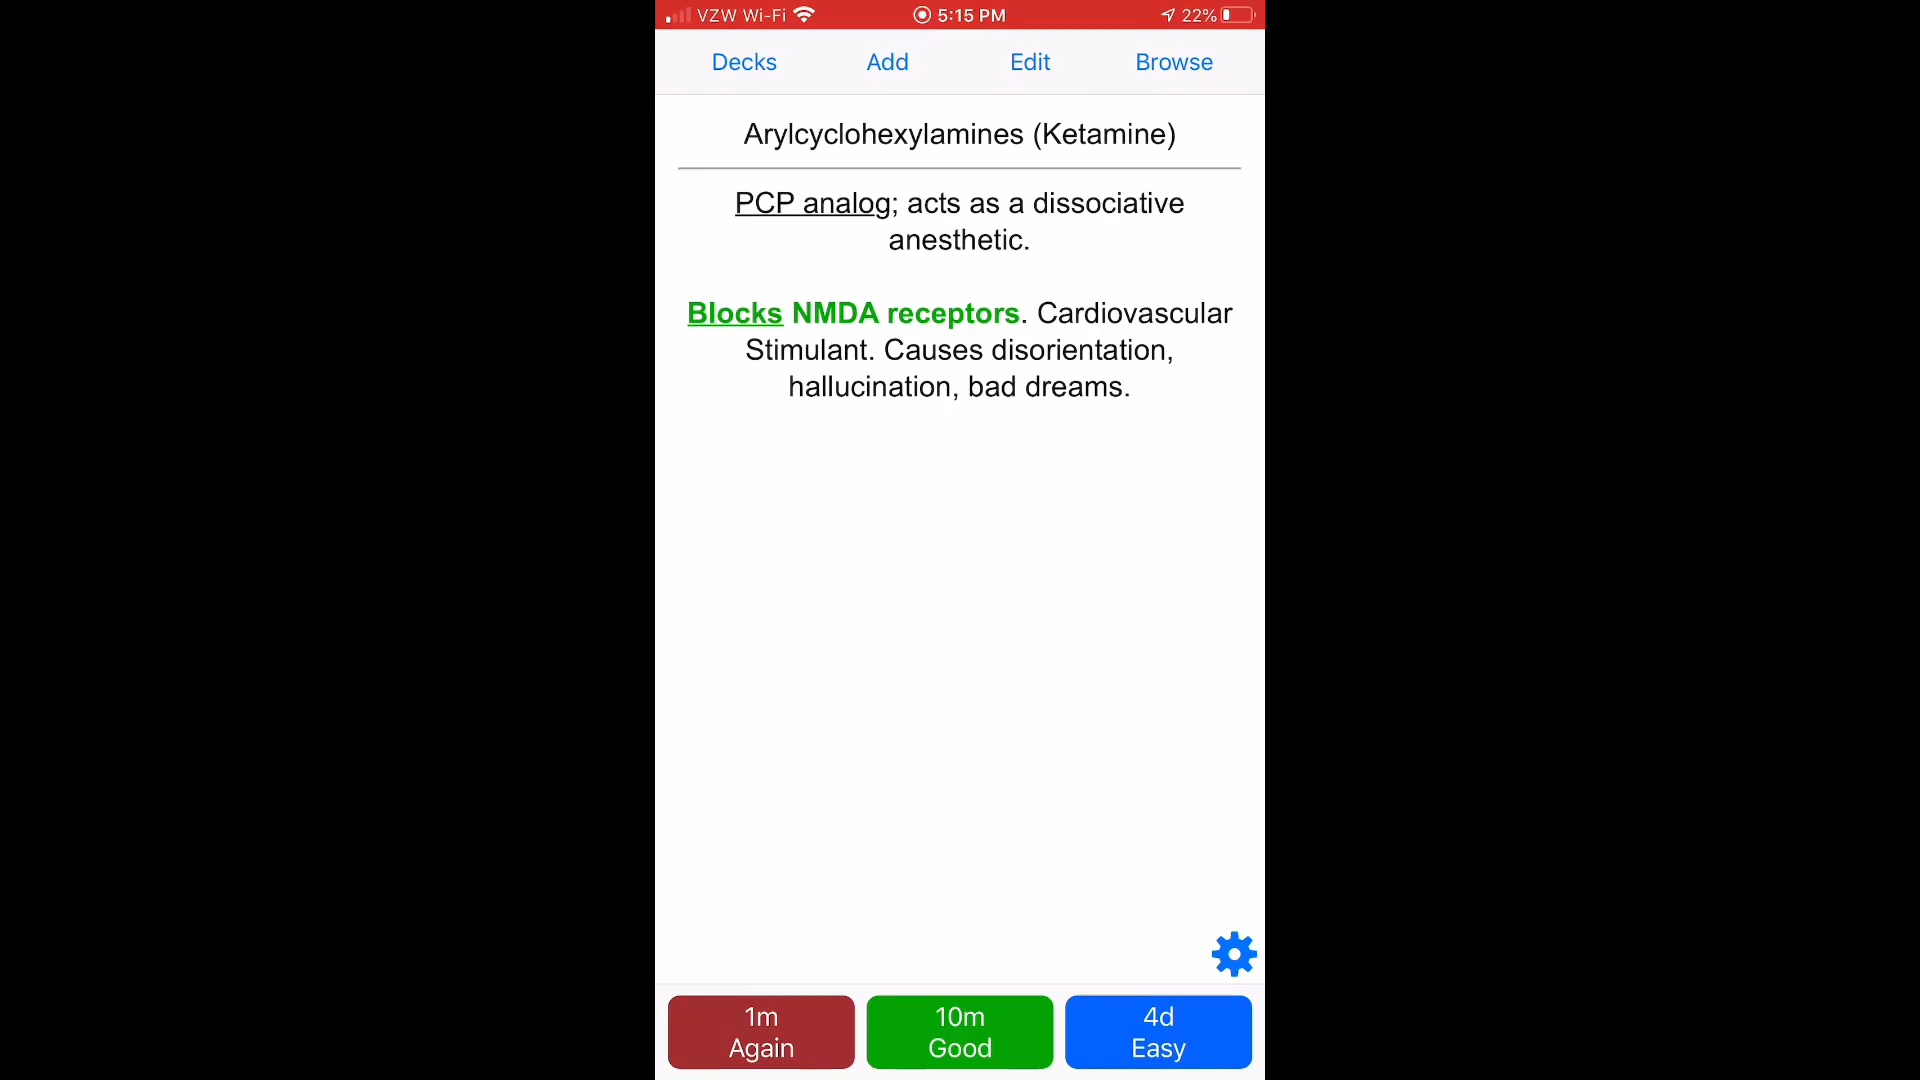 VZW Wi-Fi 5:15 PM 22%
Decks Add Edit Browse
Arylcyclohexylamines (Ketamine)
PCP analog; acts as a dissociative
anesthetic.
Blocks NMDA receptors. Cardiovascular
Stimulant. Causes disorientation,
hallucination, bad dreams.
1m 10m 4d
Again Good Easy